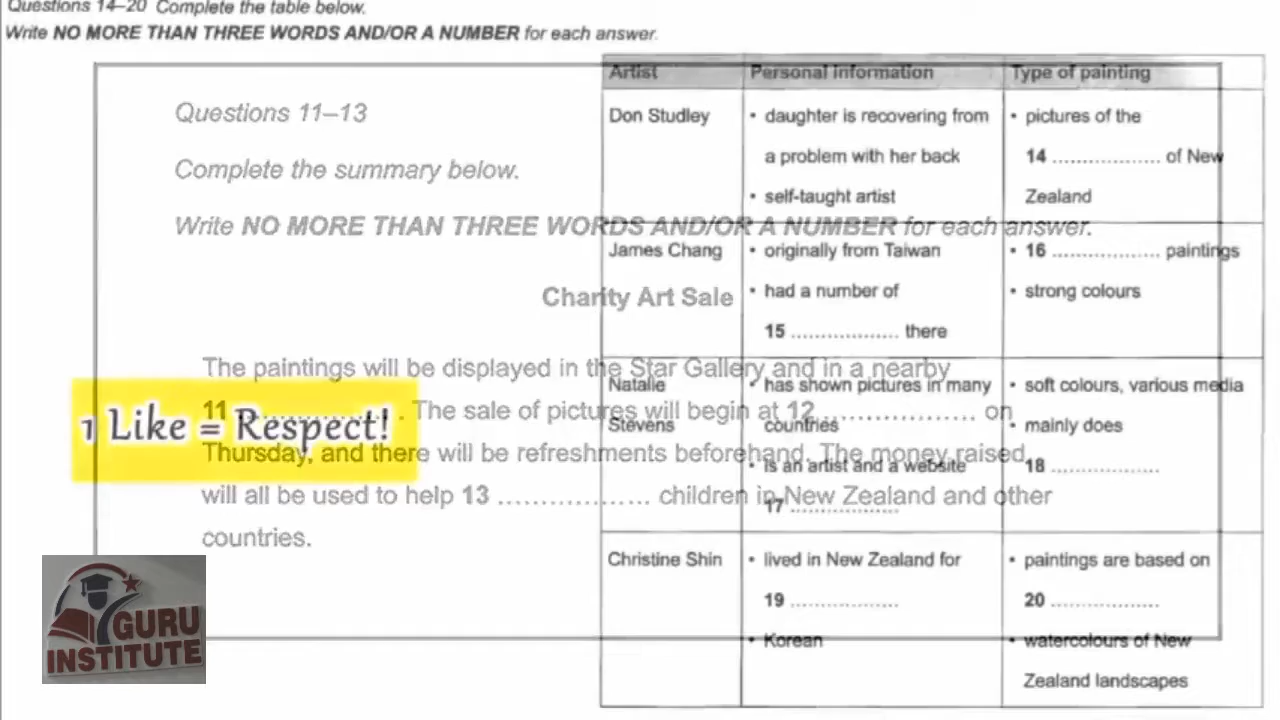 Questions 14–20 Complete the table below.
Write NO MORE THAN THREE WORDS AND/OR A NUMBER for each answer.
Questions 11–13
Complete the summary below.
Write NO MORE THAN THREE WORDS AND/OR A NUMBER for each answer.
Charity Art Sale
The paintings will be displayed in the Star Gallery and in a nearby
11 .................. . The sale of pictures will begin at 12 .................. on
Thursday, and there will be refreshments beforehand. The money raised
will all be used to help 13 .................. children in New Zealand and other
countries.
1 Like = Respect!
GURU
INSTITUTE
Artist
Personal information
Type of painting
Don Studley
• daughter is recovering from
a problem with her back
• self-taught artist
• pictures of the
14 .................. of New
Zealand
James Chang
• originally from Taiwan
• had a number of
15 .................. there
• 16 .................. paintings
• strong colours
Natalie
Stevens
• has shown pictures in many
countries
• is an artist and a website
17 ..................
• soft colours, various media
• mainly does
18 ..................
Christine Shin
• lived in New Zealand for
19 ..................
• Korean
• paintings are based on
20 ..................
• watercolours of New
Zealand landscapes